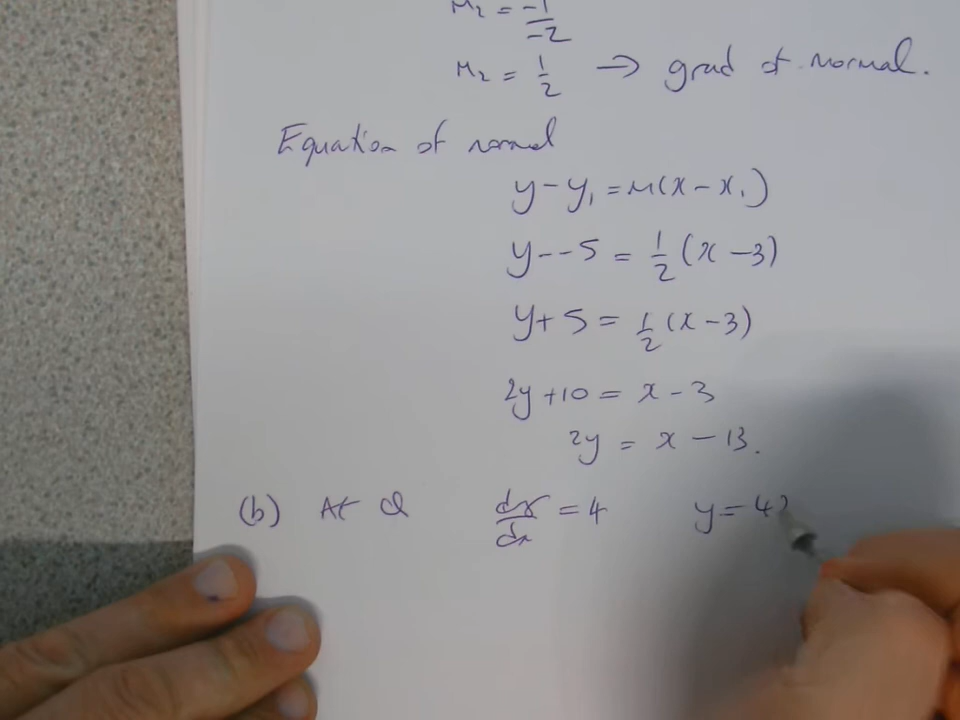 M₂ = -1/-2
M₂ = 1/2 → grad of normal.
Equation of normal
y - y₁ = m(x - x₁)
y - -5 = 1/2 (x - 3)
y + 5 = 1/2 (x - 3)
2y + 10 = x - 3
2y = x - 13.
(b) At Q dy/dx = 4 y = 4